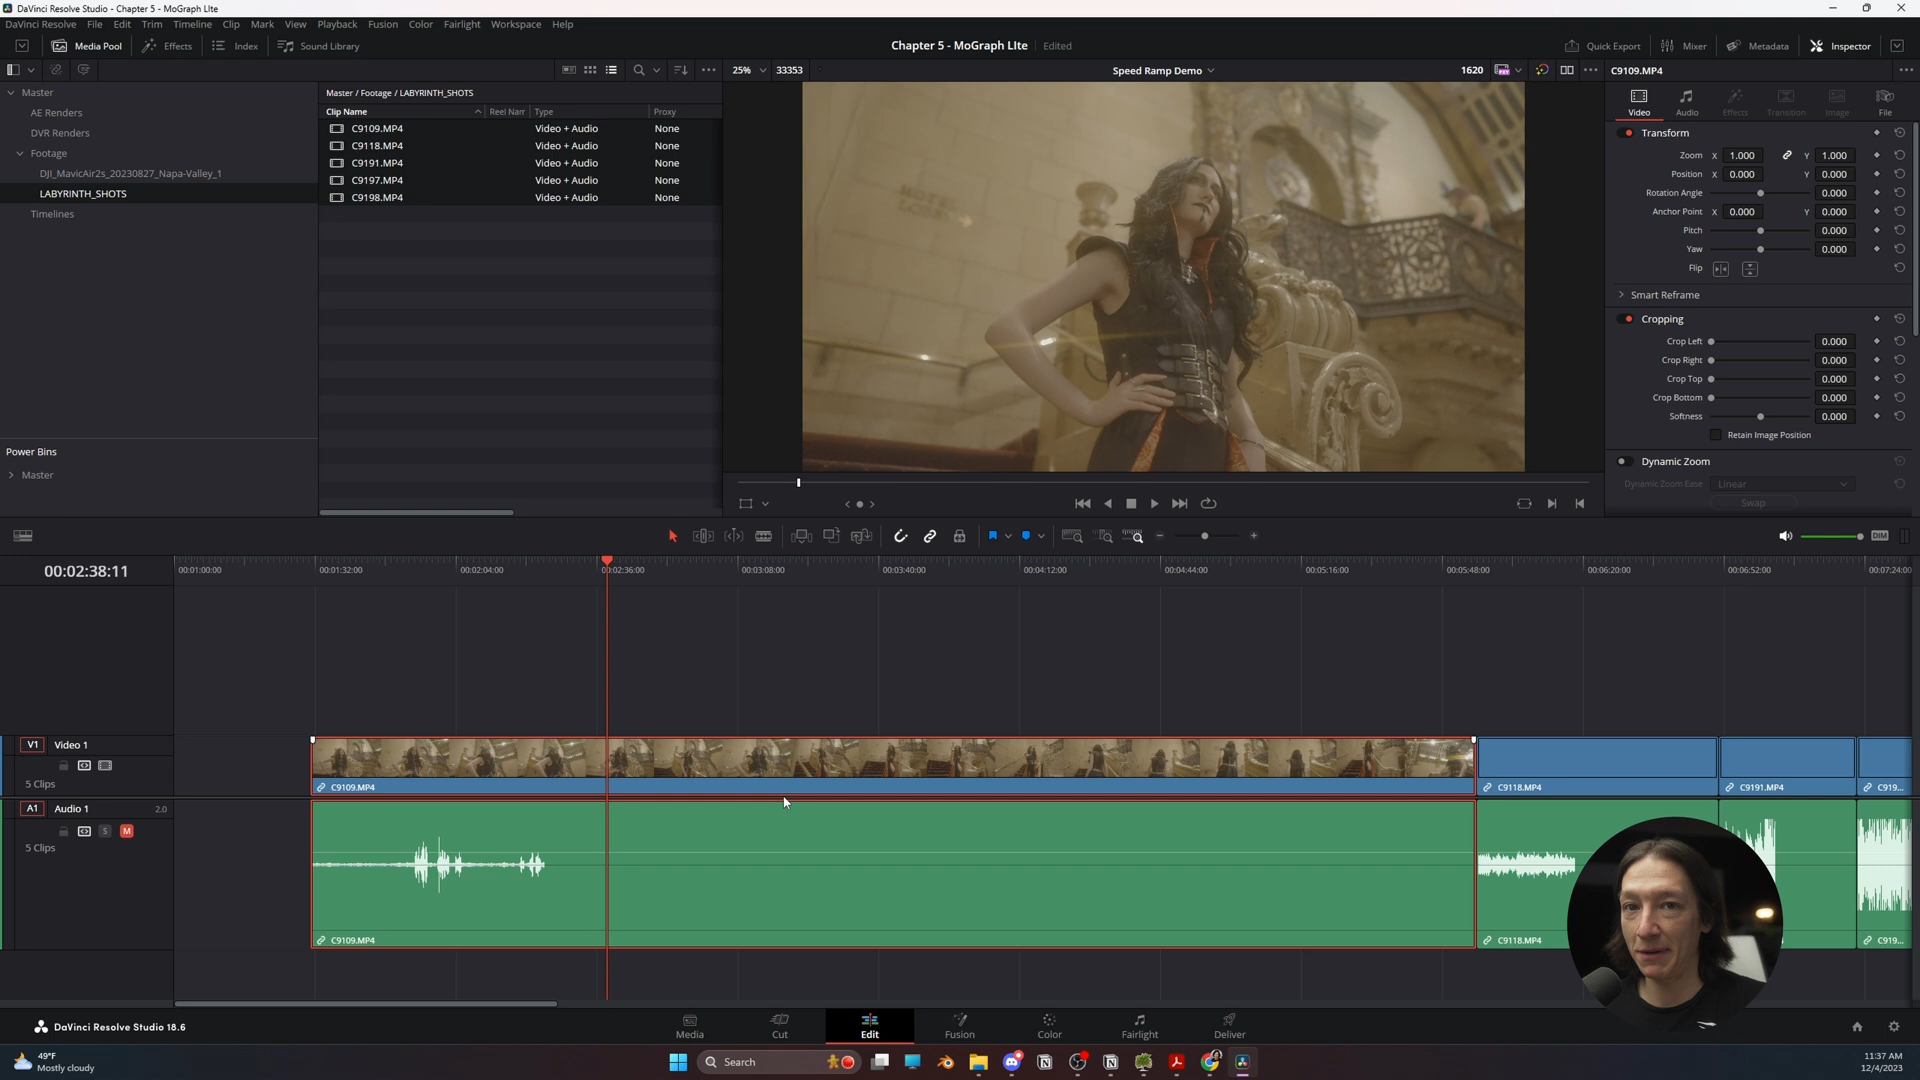 DaVinci Resolve Studio - Chapter 5 - MoGraph LIte
DaVinci Resolve File Edit Trim Timeline Clip Mark View Playback Fusion Color Fairlight Workspace Help
Media Pool Effects Index Sound Library Chapter 5 - MoGraph LIte Edited Quick Export Mixer Metadata Inspector
25% 33353 Speed Ramp Demo 1620 C9109.MP4
Master
AE Renders
DVR Renders
Footage
DJI_MavicAir2s_20230827_Napa-Valley_1
LABYRINTH_SHOTS
Timelines
Power Bins
Master
Master / Footage / LABYRINTH_SHOTS
Clip Name Reel Narr Type Proxy
C9109.MP4 Video + Audio None
C9118.MP4 Video + Audio None
C9191.MP4 Video + Audio None
C9197.MP4 Video + Audio None
C9198.MP4 Video + Audio None
Video Audio Effects Transition Image File
Transform
Zoom X 1.000 Y 1.000
Position X 0.000 Y 0.000
Rotation Angle 0.000
Anchor Point X 0.000 Y 0.000
Pitch 0.000
Yaw 0.000
Flip
Smart Reframe
Cropping
Crop Left 0.000
Crop Right 0.000
Crop Top 0.000
Crop Bottom 0.000
Softness 0.000
Retain Image Position
Dynamic Zoom
Dynamic Zoom Ease Linear
Swap
DIM
00:02:38:11
00:01:00:00 00:01:32:00 00:02:04:00 00:02:36:00 00:03:08:00 00:03:40:00 00:04:12:00 00:04:44:00 00:05:16:00 00:05:48:00 00:06:20:00 00:06:52:00 00:07:24:00
V1 Video 1
5 Clips
C9109.MP4 C9118.MP4 C9191.MP4 C919...
A1 Audio 1 2.0
S M
5 Clips
C9109.MP4 C9118.MP4 C919...
DaVinci Resolve Studio 18.6
Media Cut Edit Fusion Color Fairlight Deliver
49°F
Mostly cloudy
Search
11:37 AM
12/4/2023